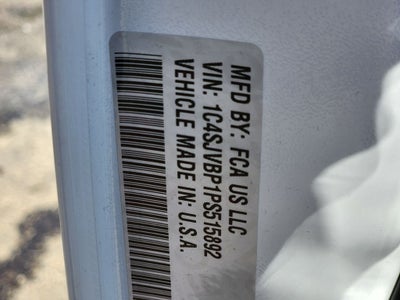 MFD BY: FCA US LLC
VIN: 1C4SJVBP1PS515892
VEHICLE MADE IN: U.S.A.